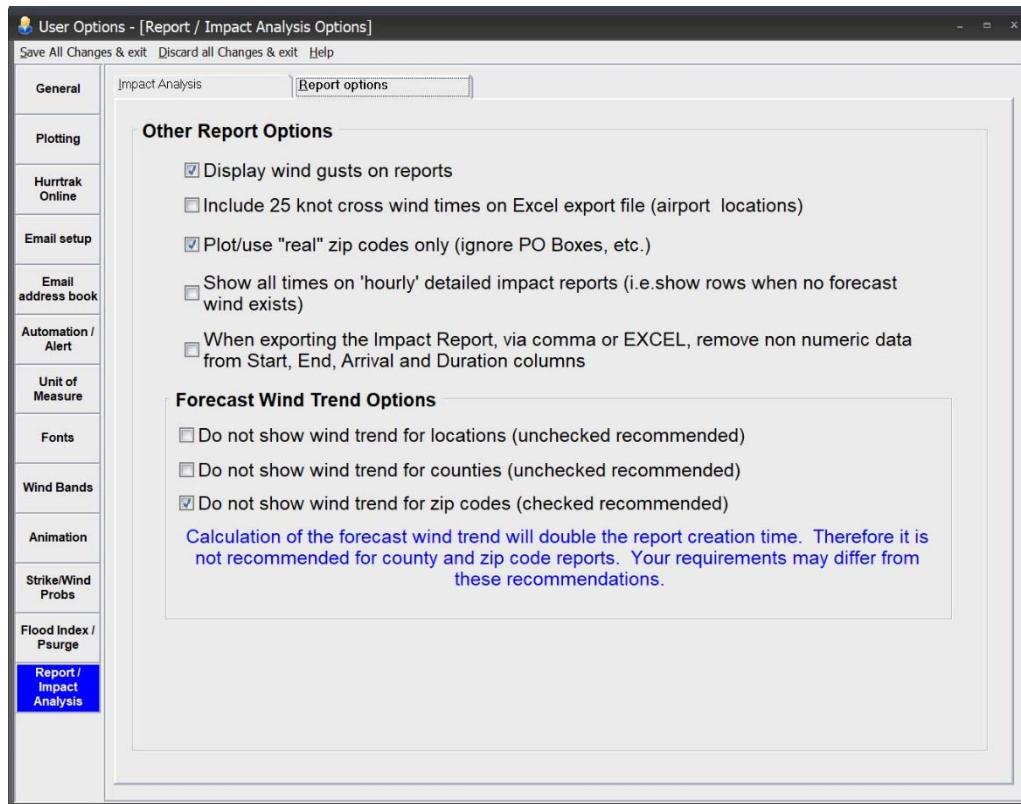 User Options - [Report / Impact Analysis Options]
Save All Changes & exit Discard all Changes & exit Help
General
Plotting
Hurrtrak
Online
Email setup
Email
address book
Automation /
Alert
Unit of
Measure
Fonts
Wind Bands
Animation
Strike/Wind
Probs
Flood Index /
Psurge
Report /
Impact
Analysis
Impact Analysis
Report options
Other Report Options
Display wind gusts on reports
Include 25 knot cross wind times on Excel export file (airport locations)
Plot/use "real" zip codes only (ignore PO Boxes, etc.)
Show all times on 'hourly' detailed impact reports (i.e.show rows when no forecast
wind exists)
When exporting the Impact Report, via comma or EXCEL, remove non numeric data
from Start, End, Arrival and Duration columns
Forecast Wind Trend Options
Do not show wind trend for locations (unchecked recommended)
Do not show wind trend for counties (unchecked recommended)
Do not show wind trend for zip codes (checked recommended)
Calculation of the forecast wind trend will double the report creation time. Therefore it is
not recommended for county and zip code reports. Your requirements may differ from
these recommendations.